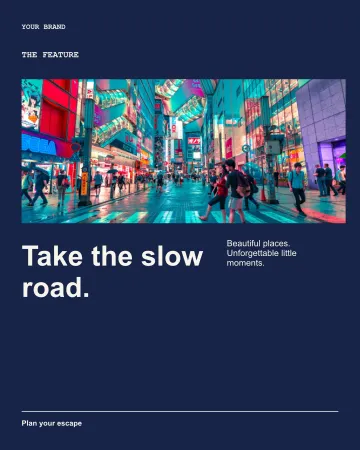 YOUR BRAND
THE FEATURE
Take the slow
road.
Beautiful places.
Unforgettable little
moments.
Plan your escape